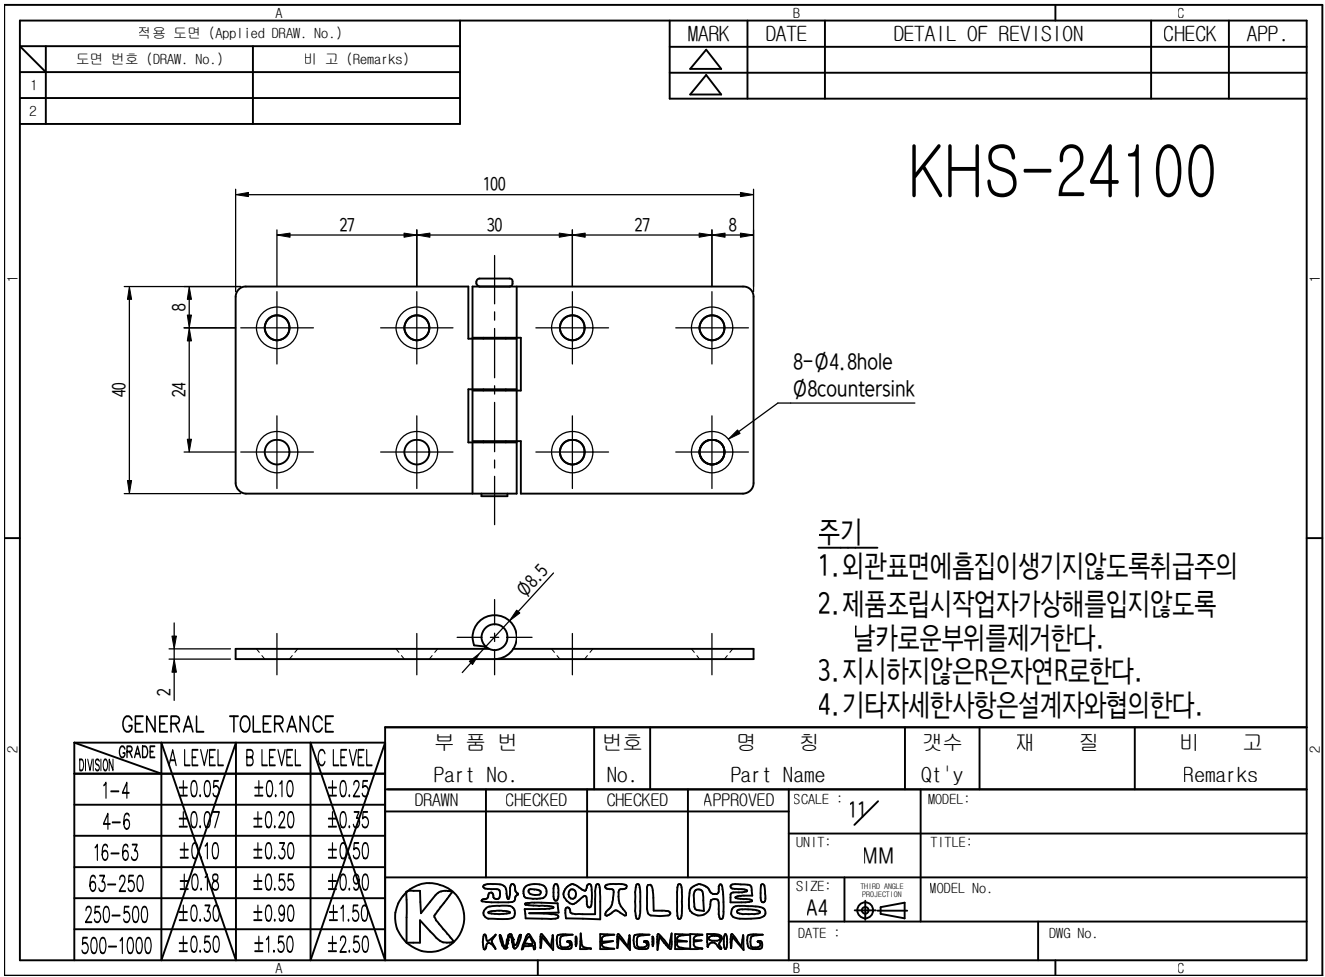 A B C
적용 도면 (Applied DRAW. No.)
도면 번호 (DRAW. No.) 비 고 (Remarks)
1
2
MARK DATE DETAIL OF REVISION CHECK APP.
KHS-24100
100
27 30 27 8
8
24
40
8-Ø4.8hole
Ø8countersink
1 1
2 2
Ø8.5
2
주기
1.외관표면에흠집이생기지않도록취급주의
2.제품조립시작업자가상해를입지않도록
날카로운부위를제거한다.
3.지시하지않은R은자연R로한다.
4.기타자세한사항은설계자와협의한다.
GENERAL TOLERANCE
DIVISION GRADE A LEVEL B LEVEL C LEVEL
1-4 ±0.05 ±0.10 ±0.25
4-6 ±0.07 ±0.20 ±0.35
16-63 ±0.10 ±0.30 ±0.50
63-250 ±0.18 ±0.55 ±0.90
250-500 ±0.30 ±0.90 ±1.50
500-1000 ±0.50 ±1.50 ±2.50
부 품 번 번호 명 칭 갯수 재 질 비 고
Part No. No. Part Name Qt'y Remarks
DRAWN CHECKED CHECKED APPROVED SCALE : 1/1 MODEL:
UNIT: MM TITLE:
SIZE: A4 THIRD ANGLE PROJECTION MODEL No.
DATE : DWG No.
K 광일엔지니어링
KWANGIL ENGINEERING
A B C